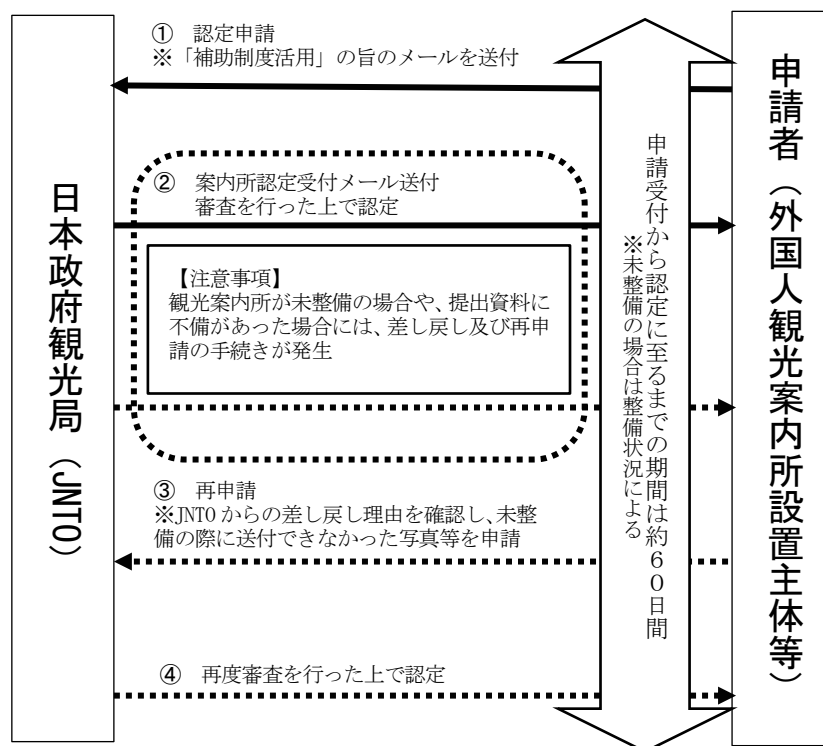 ① 認定申請
※「補助制度活用」の旨のメールを送付
② 案内所認定受付メール送付
審査を行った上で認定
【注意事項】
観光案内所が未整備の場合や、提出資料に
不備があった場合には、差し戻し及び再申
請の手続きが発生
③ 再申請
※JNTOからの差し戻し理由を確認し、未整
備の際に送付できなかった写真等を申請
④ 再度審査を行った上で認定
日本政府観光局（JNTO）
申請受付から認定に至るまでの期間は約60日間
※未整備の場合は整備状況による
申請者（外国人観光案内所設置主体等）